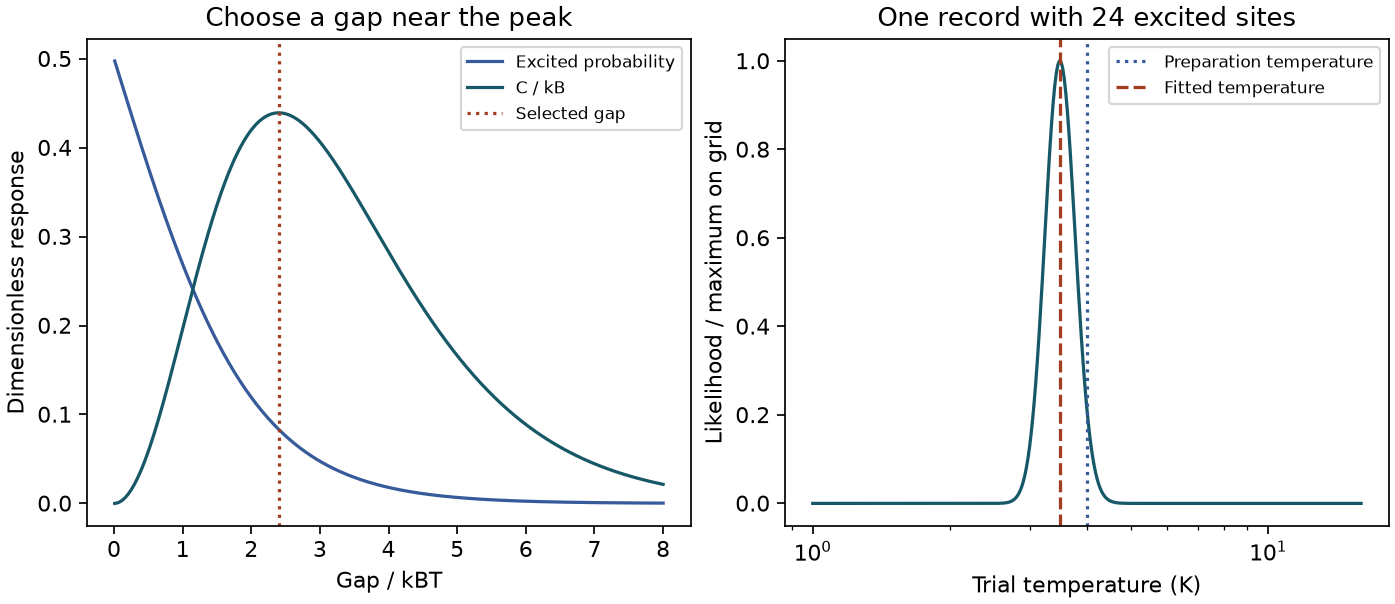 Choose a gap near the peak
Dimensionless response
0.5
0.4
0.3
0.2
0.1
0.0
Excited probability
C / kB
Selected gap
0 1 2 3 4 5 6 7 8
Gap / kBT
One record with 24 excited sites
Likelihood / maximum on grid
1.0
0.8
0.6
0.4
0.2
0.0
Preparation temperature
Fitted temperature
10⁰ 10¹
Trial temperature (K)